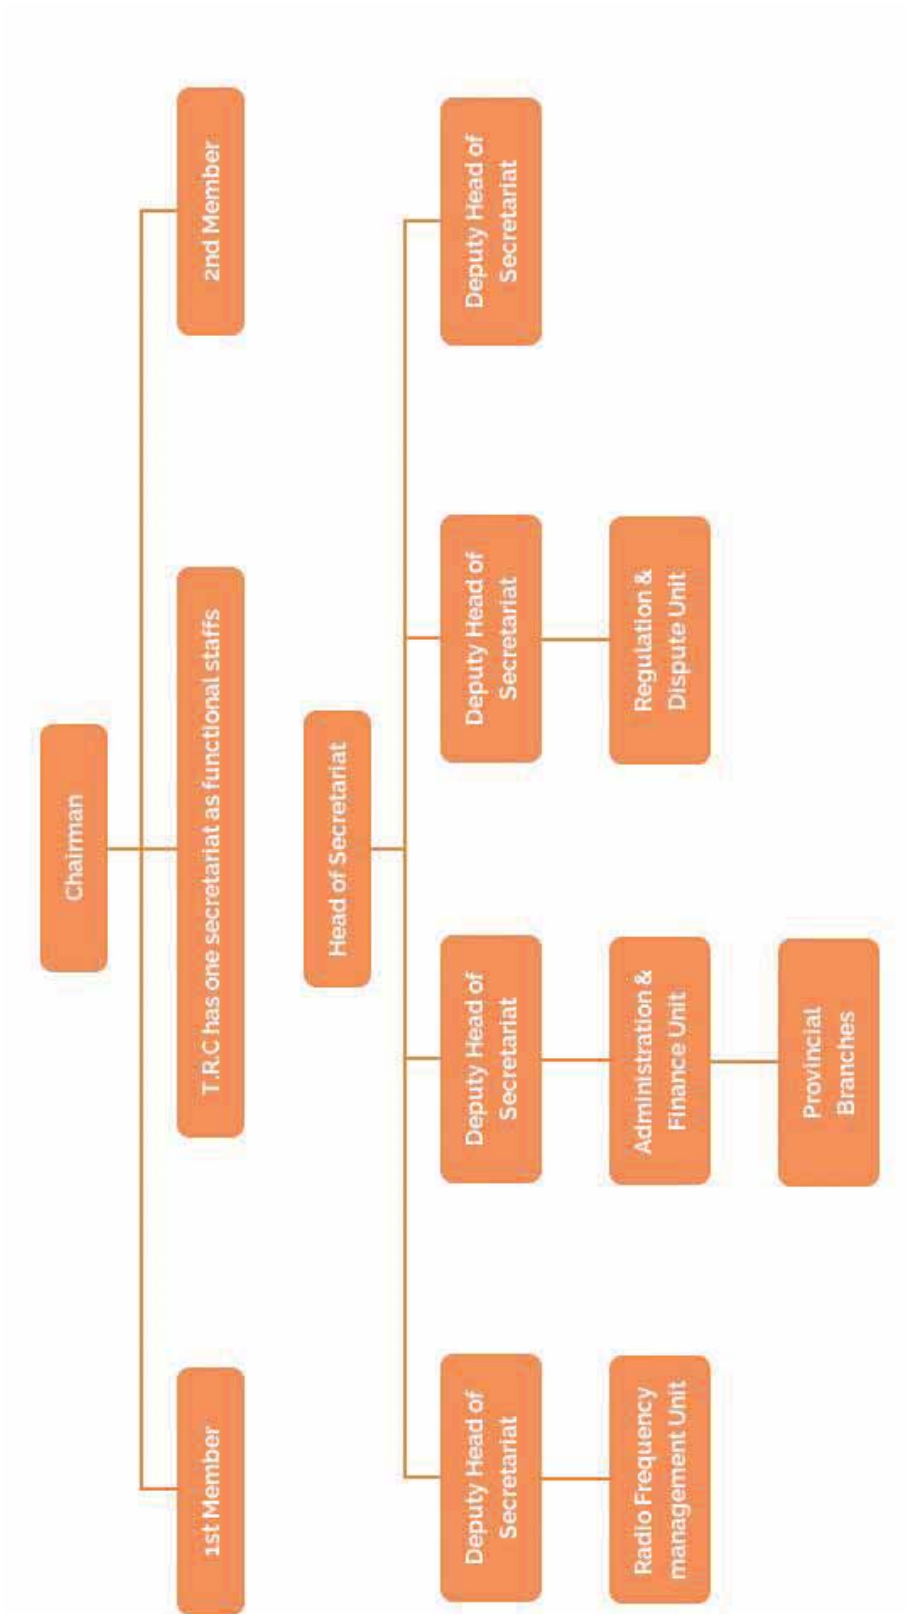 Chairman
1st Member
T.R.C has one secretariat as functional staffs
2nd Member
Head of Secretariat
Deputy Head of
Secretariat
Deputy Head of
Secretariat
Deputy Head of
Secretariat
Deputy Head of
Secretariat
Radio Frequency
management Unit
Administration &
Finance Unit
Regulation &
Dispute Unit
Provincial
Branches